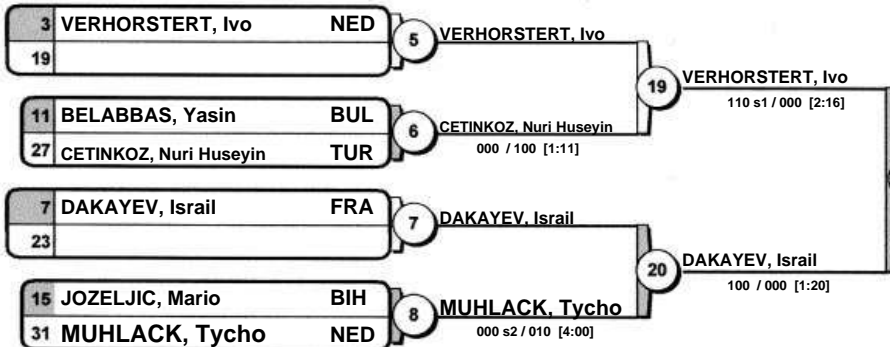 3 VERHORSTERT, Ivo NED
19
5
VERHORSTERT, Ivo
11 BELABBAS, Yasin BUL
27 CETINKOZ, Nuri Huseyin TUR
6
CETINKOZ, Nuri Huseyin
000 / 100 [1:11]
19
VERHORSTERT, Ivo
110 s1 / 000 [2:16]
7 DAKAYEV, Israil FRA
23
7
DAKAYEV, Israil
15 JOZELJIC, Mario BIH
31 MUHLACK, Tycho NED
8
MUHLACK, Tycho
000 s2 / 010 [4:00]
20
DAKAYEV, Israil
100 / 000 [1:20]